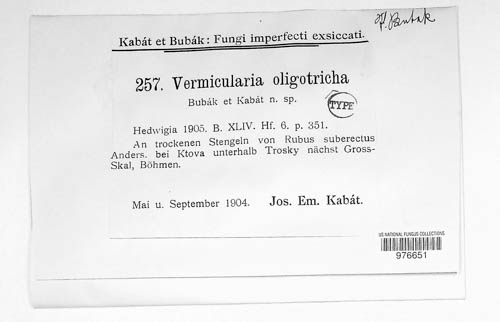 F. Bubák
Kabát et Bubák: Fungi imperfecti exsiccati.
257. Vermicularia oligotricha
Bubák et Kabát n. sp.
TYPE
Hedwigia 1905. B. XLIV. Hf. 6. p. 351.
An trockenen Stengeln von Rubus suberectus
Anders. bei Ktova unterhalb Trosky nächst Gross-
Skal, Böhmen.
Mai u. September 1904. Jos. Em. Kabát.
US NATIONAL FUNGUS COLLECTIONS
976651